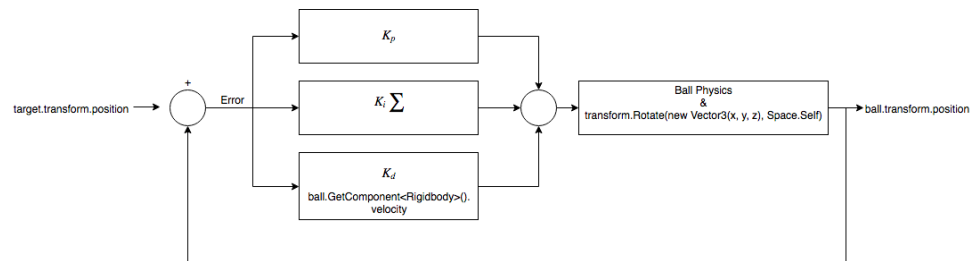 K_p
+
target.transform.position
Error
K_i ∑
Ball Physics
&
transform.Rotate(new Vector3(x, y, z), Space.Self)
ball.transform.position
K_d
ball.GetComponent<Rigidbody>().
velocity